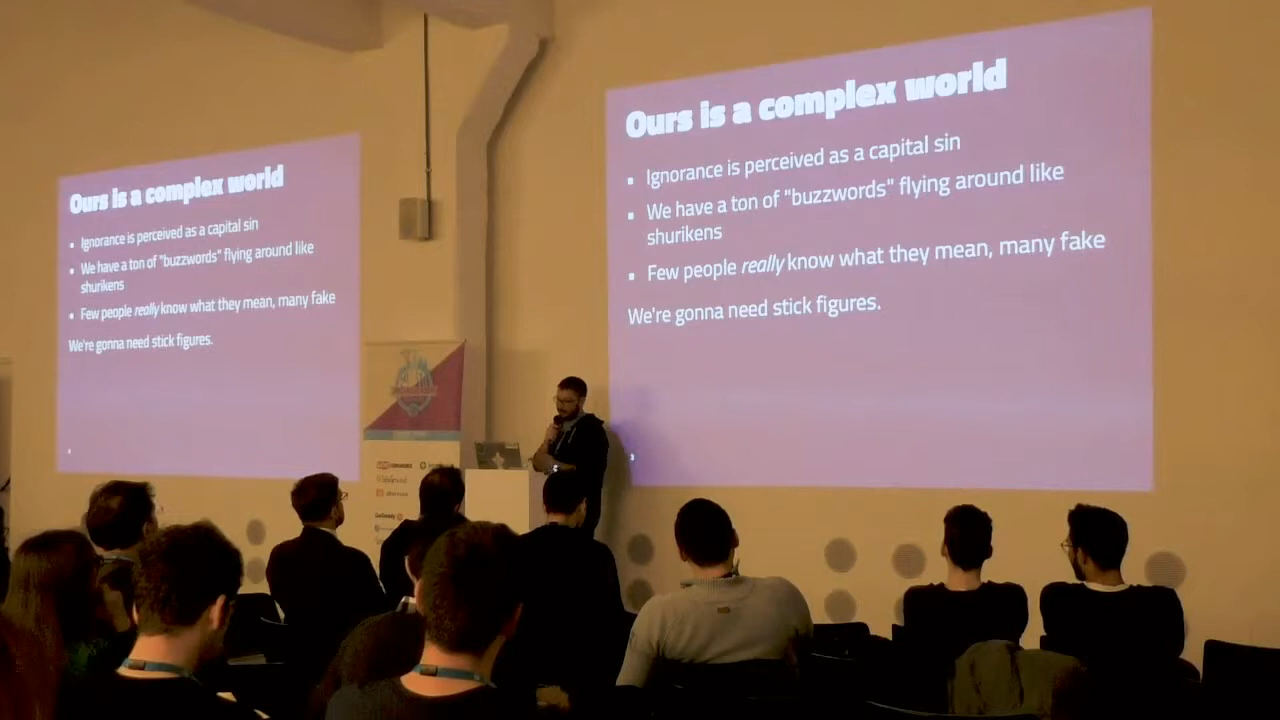 Ours is a complex world
Ignorance is perceived as a capital sin
We have a ton of "buzzwords" flying around like
shurikens
Few people really know what they mean, many fake
We're gonna need stick figures.
Ours is a complex world
Ignorance is perceived as a capital sin
We have a ton of "buzzwords" flying around like
shurikens
Few people really know what they mean, many fake
We're gonna need stick figures.
3
GoDaddy